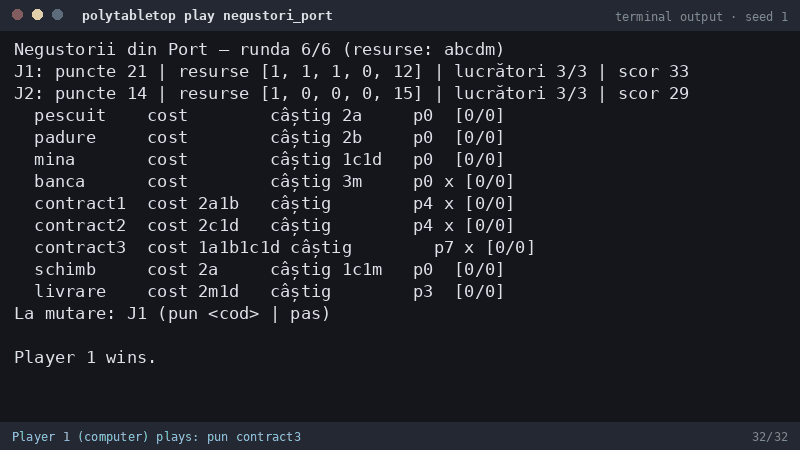 polytabletop play negustori_port
terminal output · seed 1
Negustorii din Port — runda 6/6 (resurse: abcdm)
J1: puncte 21 | resurse [1, 1, 1, 0, 12] | lucrători 3/3 | scor 33
J2: puncte 14 | resurse [1, 0, 0, 0, 15] | lucrători 3/3 | scor 29
pescuit cost câștig 2a p0 [0/0]
padure cost câștig 2b p0 [0/0]
mina cost câștig 1c1d p0 [0/0]
banca cost câștig 3m p0 x [0/0]
contract1 cost 2a1b câștig p4 x [0/0]
contract2 cost 2c1d câștig p4 x [0/0]
contract3 cost 1a1b1c1d câștig p7 x [0/0]
schimb cost 2a câștig 1c1m p0 [0/0]
livrare cost 2m1d câștig p3 [0/0]
La mutare: J1 (pun <cod> | pas)
Player 1 wins.
Player 1 (computer) plays: pun contract3
32/32